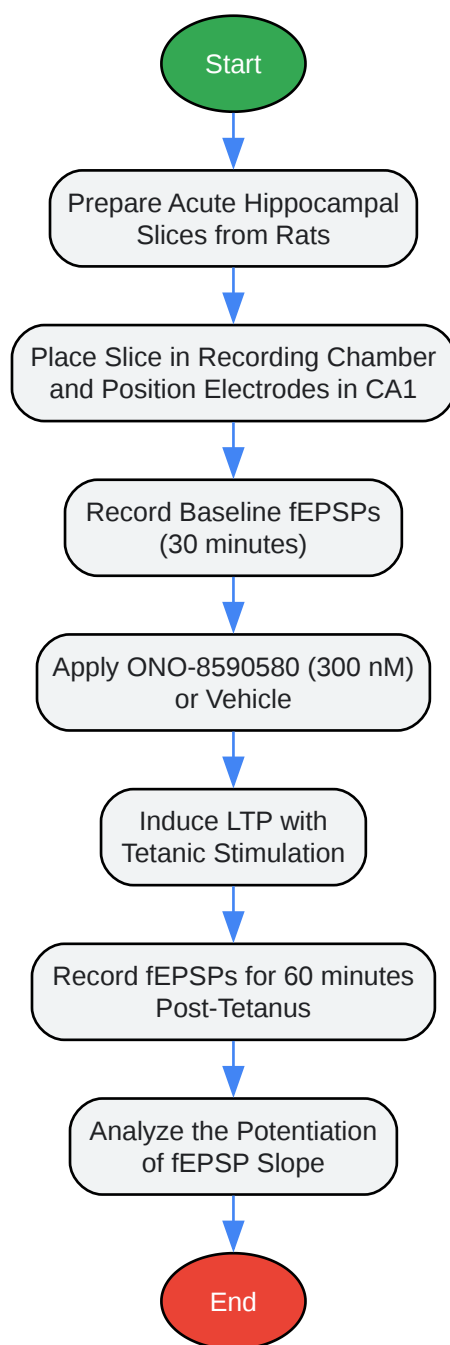 Start
Prepare Acute Hippocampal
Slices from Rats
Place Slice in Recording Chamber
and Position Electrodes in CA1
Record Baseline fEPSPs
(30 minutes)
Apply ONO-8590580 (300 nM)
or Vehicle
Induce LTP with
Tetanic Stimulation
Record fEPSPs for 60 minutes
Post-Tetanus
Analyze the Potentiation
of fEPSP Slope
End